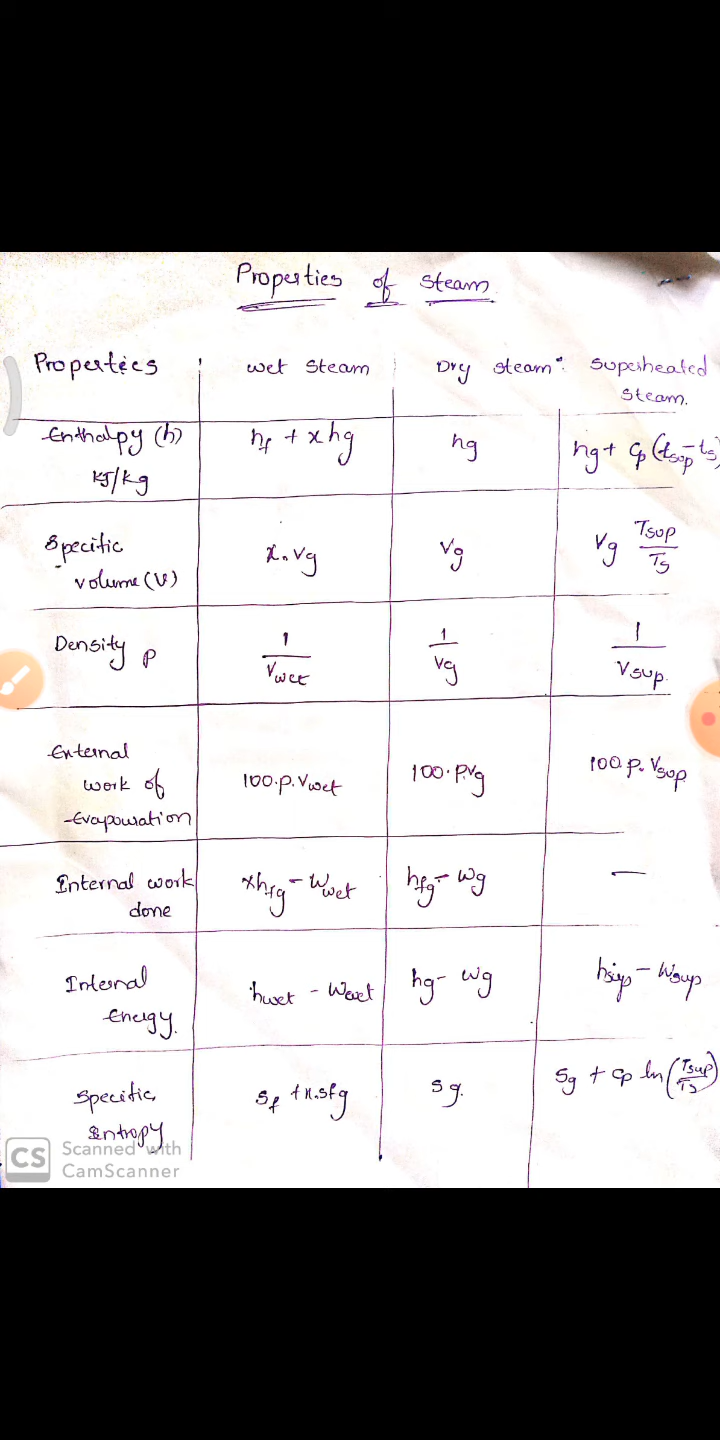 Properties of steam
Properties wet steam Dry steam superheated steam.
Enthalpy (h) KJ/kg hf + x hg hg hg + Cp (tsup - ts)
Specific volume (v) x. vg vg vg Tsup/Ts
Density ρ 1/Vwet 1/vg 1/Vsup.
External work of Evapouration 100.p.Vwet 100.p.vg 100.p.Vsup
Internal work done xhfg - Wwet hfg - Wg —
Internal Energy. hwet - Wwet hg - Wg hsup - Wsup
Specific Entropy Sf + x.sfg sg. Sg + Cp ln (Tsup/Ts)
CS Scanned with
CamScanner